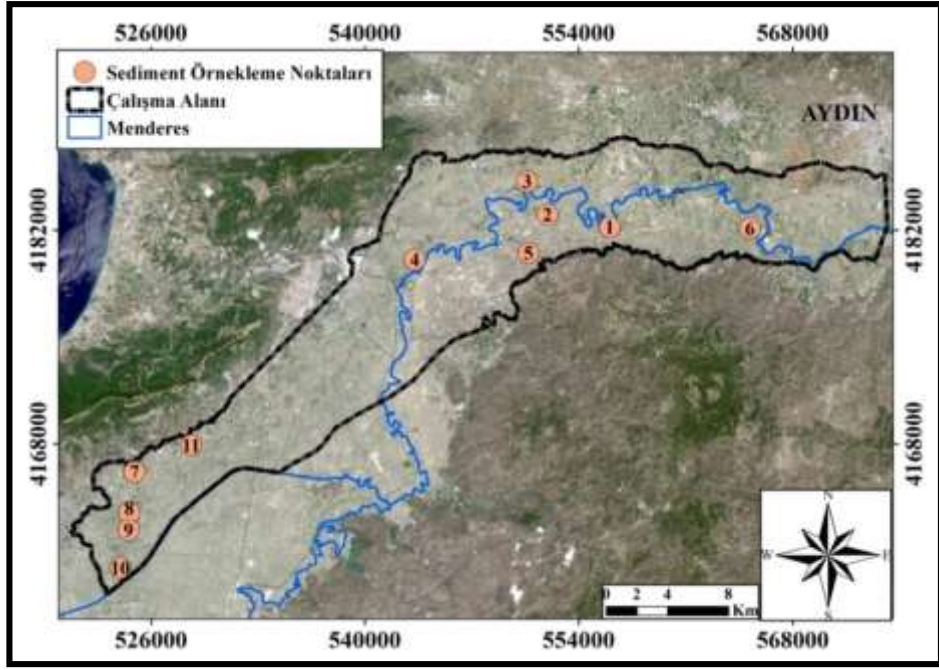 526000 540000 554000 568000
Sediment Örnekleme Noktaları
Çalışma Alanı
Menderes
AYDIN
4182000 4182000
3
2
1
6
5
4
4168000 4168000
11
7
8
9
10
N
W E
S
0 2 4 8
Km
526000 540000 554000 568000